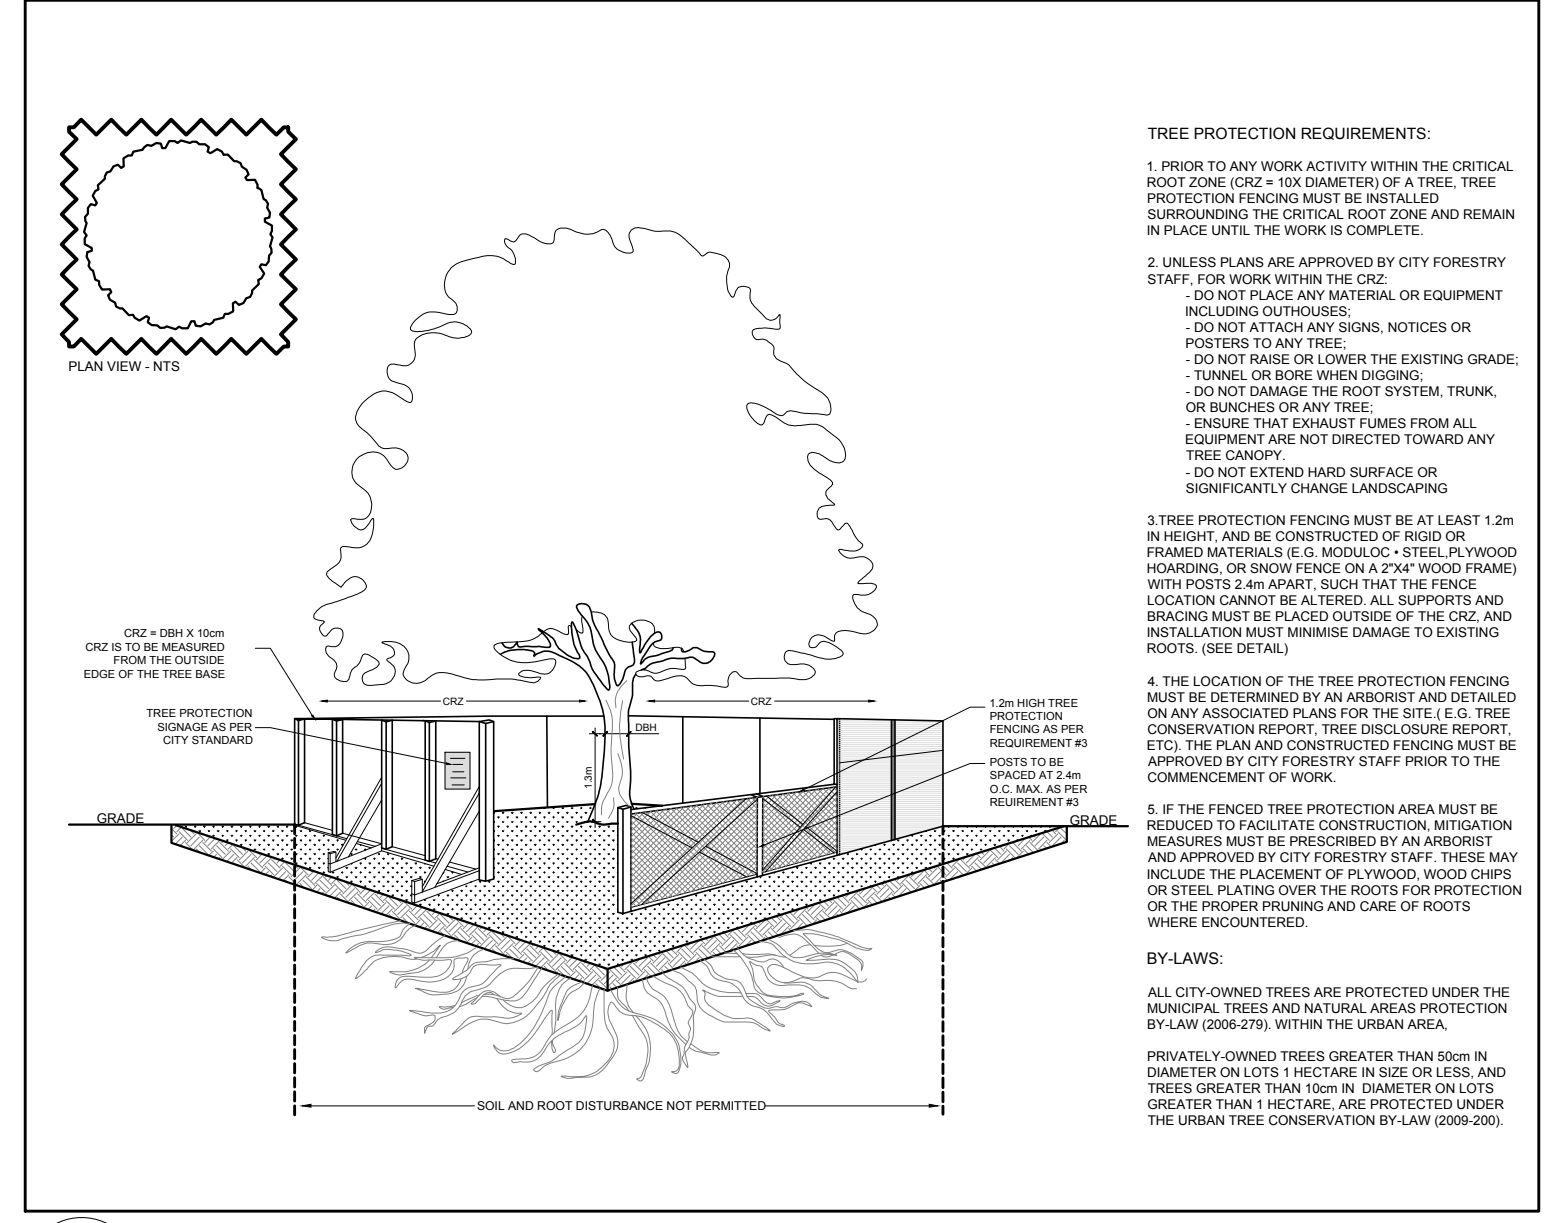 PLAN VIEW - NTS
CRZ = DBH X 10cm
CRZ IS TO BE MEASURED
FROM THE OUTSIDE
EDGE OF THE TREE BASE
TREE PROTECTION
SIGNAGE AS PER
CITY STANDARD
CRZ
CRZ
DBH
1.3m
1.2m HIGH TREE
PROTECTION
FENCING AS PER
REQUIREMENT #3
POSTS TO BE
SPACED AT 2.4m
O.C. MAX. AS PER
REUIREMENT #3
GRADE
GRADE
SOIL AND ROOT DISTURBANCE NOT PERMITTED
TREE PROTECTION REQUIREMENTS:
1. PRIOR TO ANY WORK ACTIVITY WITHIN THE CRITICAL
ROOT ZONE (CRZ = 10X DIAMETER) OF A TREE, TREE
PROTECTION FENCING MUST BE INSTALLED
SURROUNDING THE CRITICAL ROOT ZONE AND REMAIN
IN PLACE UNTIL THE WORK IS COMPLETE.
2. UNLESS PLANS ARE APPROVED BY CITY FORESTRY
STAFF, FOR WORK WITHIN THE CRZ:
- DO NOT PLACE ANY MATERIAL OR EQUIPMENT
INCLUDING OUTHOUSES;
- DO NOT ATTACH ANY SIGNS, NOTICES OR
POSTERS TO ANY TREE;
- DO NOT RAISE OR LOWER THE EXISTING GRADE;
- TUNNEL OR BORE WHEN DIGGING;
- DO NOT DAMAGE THE ROOT SYSTEM, TRUNK,
OR BUNCHES OR ANY TREE;
- ENSURE THAT EXHAUST FUMES FROM ALL
EQUIPMENT ARE NOT DIRECTED TOWARD ANY
TREE CANOPY.
- DO NOT EXTEND HARD SURFACE OR
SIGNIFICANTLY CHANGE LANDSCAPING
3.TREE PROTECTION FENCING MUST BE AT LEAST 1.2m
IN HEIGHT, AND BE CONSTRUCTED OF RIGID OR
FRAMED MATERIALS (E.G. MODULOC • STEEL,PLYWOOD
HOARDING, OR SNOW FENCE ON A 2"X4" WOOD FRAME)
WITH POSTS 2.4m APART, SUCH THAT THE FENCE
LOCATION CANNOT BE ALTERED. ALL SUPPORTS AND
BRACING MUST BE PLACED OUTSIDE OF THE CRZ, AND
INSTALLATION MUST MINIMISE DAMAGE TO EXISTING
ROOTS. (SEE DETAIL)
4. THE LOCATION OF THE TREE PROTECTION FENCING
MUST BE DETERMINED BY AN ARBORIST AND DETAILED
ON ANY ASSOCIATED PLANS FOR THE SITE.( E.G. TREE
CONSERVATION REPORT, TREE DISCLOSURE REPORT,
ETC). THE PLAN AND CONSTRUCTED FENCING MUST BE
APPROVED BY CITY FORESTRY STAFF PRIOR TO THE
COMMENCEMENT OF WORK.
5. IF THE FENCED TREE PROTECTION AREA MUST BE
REDUCED TO FACILITATE CONSTRUCTION, MITIGATION
MEASURES MUST BE PRESCRIBED BY AN ARBORIST
AND APPROVED BY CITY FORESTRY STAFF. THESE MAY
INCLUDE THE PLACEMENT OF PLYWOOD, WOOD CHIPS
OR STEEL PLATING OVER THE ROOTS FOR PROTECTION
OR THE PROPER PRUNING AND CARE OF ROOTS
WHERE ENCOUNTERED.
BY-LAWS:
ALL CITY-OWNED TREES ARE PROTECTED UNDER THE
MUNICIPAL TREES AND NATURAL AREAS PROTECTION
BY-LAW (2006-279). WITHIN THE URBAN AREA,
PRIVATELY-OWNED TREES GREATER THAN 50cm IN
DIAMETER ON LOTS 1 HECTARE IN SIZE OR LESS, AND
TREES GREATER THAN 10cm IN  DIAMETER ON LOTS
GREATER THAN 1 HECTARE, ARE PROTECTED UNDER
THE URBAN TREE CONSERVATION BY-LAW (2009-200).